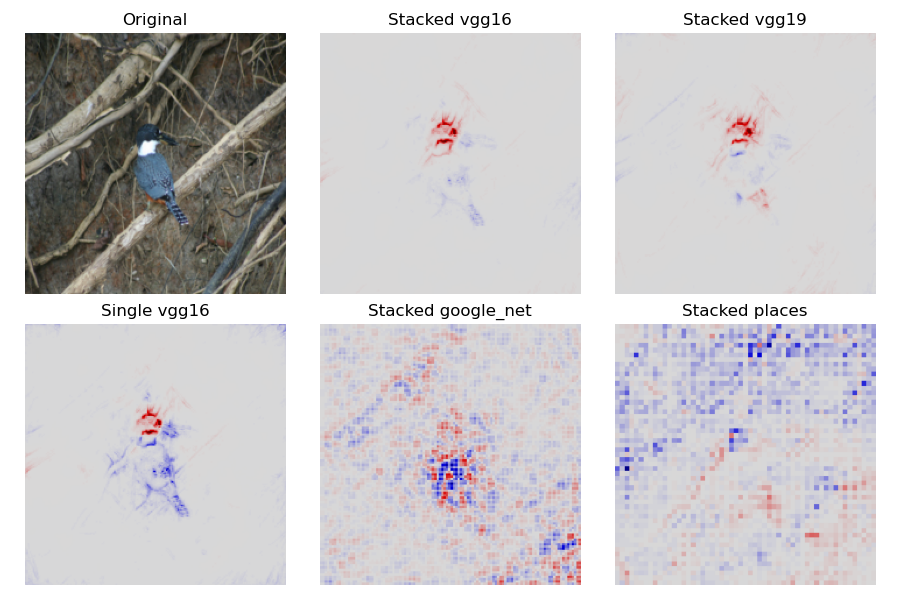 Original
Stacked vgg16
Stacked vgg19
Single vgg16
Stacked google_net
Stacked places